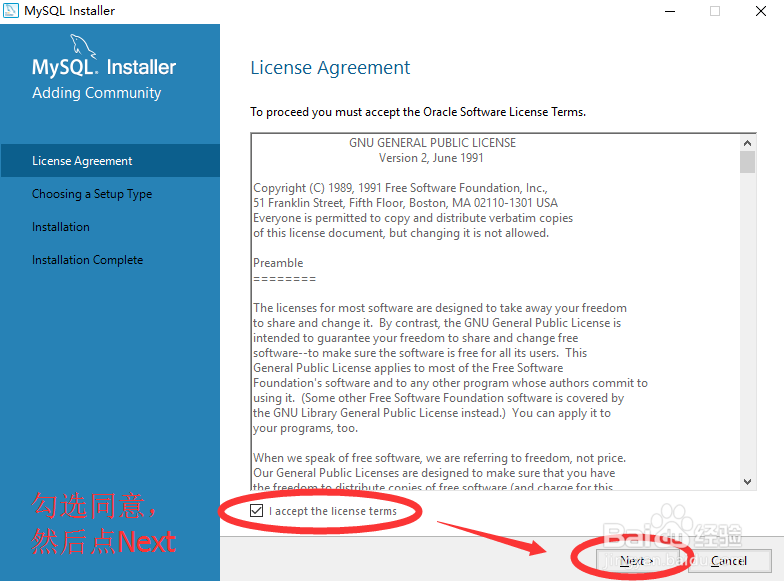 MySQL Installer
MySQL. Installer
Adding Community
License Agreement
Choosing a Setup Type
Installation
Installation Complete
License Agreement
To proceed you must accept the Oracle Software License Terms.
GNU GENERAL PUBLIC LICENSE
Version 2, June 1991
Copyright (C) 1989, 1991 Free Software Foundation, Inc.,
51 Franklin Street, Fifth Floor, Boston, MA 02110-1301 USA
Everyone is permitted to copy and distribute verbatim copies
of this license document, but changing it is not allowed.
Preamble
========
The licenses for most software are designed to take away your freedom
to share and change it.  By contrast, the GNU General Public License is
intended to guarantee your freedom to share and change free
software--to make sure the software is free for all its users.  This
General Public License applies to most of the Free Software
Foundation's software and to any other program whose authors commit to
using it.  (Some other Free Software Foundation software is covered by
the GNU Library General Public License instead.)  You can apply it to
your programs, too.
When we speak of free software, we are referring to freedom, not price.
Our General Public Licenses are designed to make sure that you have
the freedom to distribute copies of free software (and charge for this
I accept the license terms
勾选同意，
然后点Next
Baidu经验
jingyan.baidu.com
Next >
Cancel